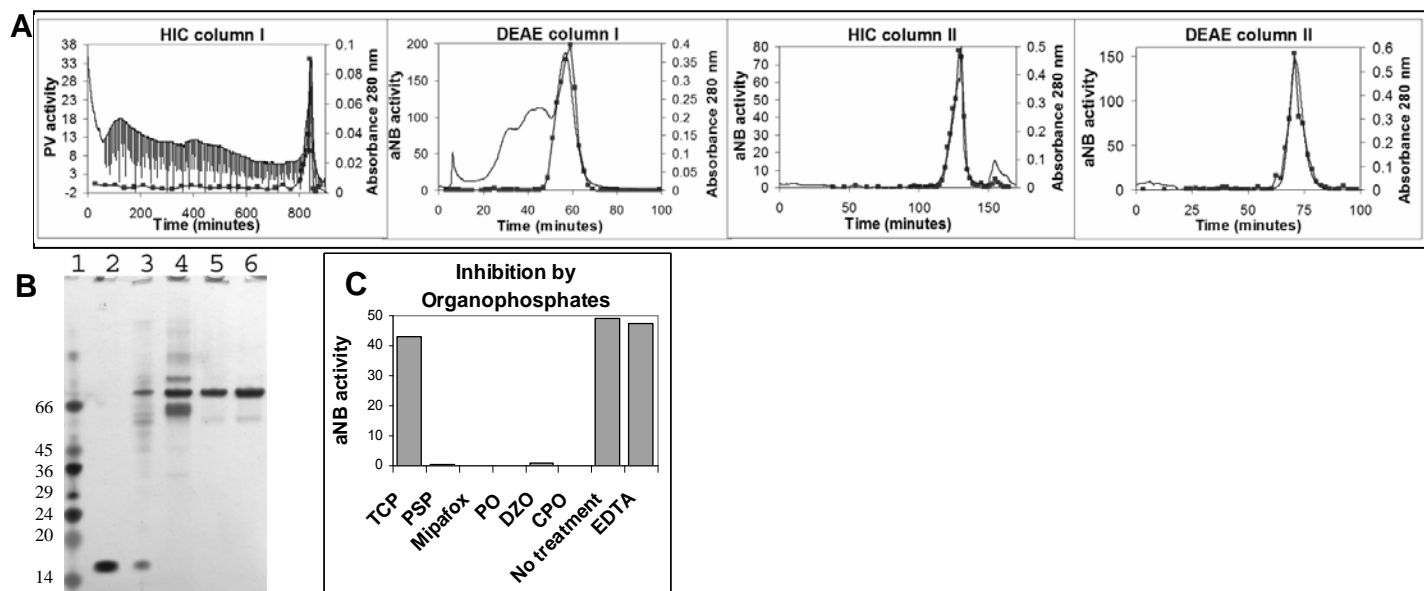 A
HIC column I
PV activity
38
33
28
23
18
13
8
3
-2
0 200 400 600 800
0.1
0.08
0.06
0.04
0.02
0
Absorbance 280 nm
Time (minutes)
DEAE column I
aNB activity
200
150
100
50
0
0 20 40 60 80 100
0.4
0.35
0.3
0.25
0.2
0.15
0.1
0.05
0
Absorbance 280 nm
Time (minutes)
HIC column II
aNB activity
80
70
60
50
40
30
20
10
0
0 50 100 150
0.5
0.4
0.3
0.2
0.1
0
Absorbance 280 nm
Time (minutes)
DEAE column II
aNB activity
150
100
50
0
0 25 50 75 100
0.6
0.5
0.4
0.3
0.2
0.1
0
Absorbance 280 nm
Time (minutes)
B
1 2 3 4 5 6
66
45
36
29
24
20
14
C
Inhibition by
Organophosphates
aNB activity
50
40
30
20
10
0
TCP
PSP
Mipafox
PO
DZO
CPO
No treatment
EDTA